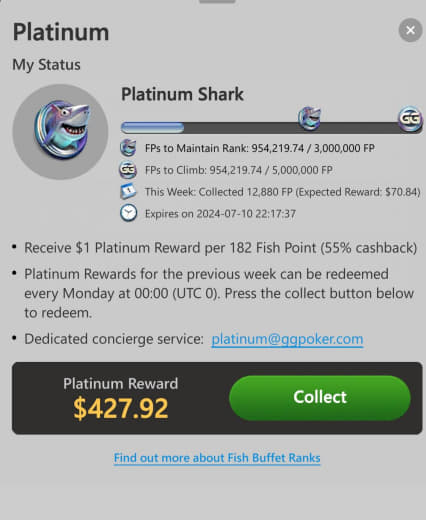 Platinum
My Status
Platinum Shark
GG
FPs to Maintain Rank: 954,219.74 / 3,000,000 FP
GG
FPs to Climb: 954,219.74 / 5,000,000 FP
This Week: Collected 12,880 FP (Expected Reward: $70.84)
Expires on 2024-07-10 22:17:37
• Receive $1 Platinum Reward per 182 Fish Point (55% cashback)
• Platinum Rewards for the previous week can be redeemed
every Monday at 00:00 (UTC 0). Press the collect button below
to redeem.
• Dedicated concierge service: platinum@ggpoker.com
Platinum Reward
$427.92
Collect
Find out more about Fish Buffet Ranks